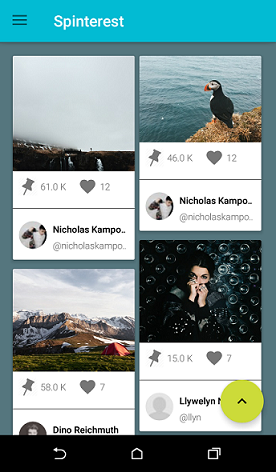 Spinterest
61.0 K 12
Nicholas Kampo..
@nicholaskampo..
58.0 K 7
Dino Reichmuth
46.0 K 12
Nicholas Kampo..
@nicholaskampo..
15.0 K 7
Llywelyn
@llyn